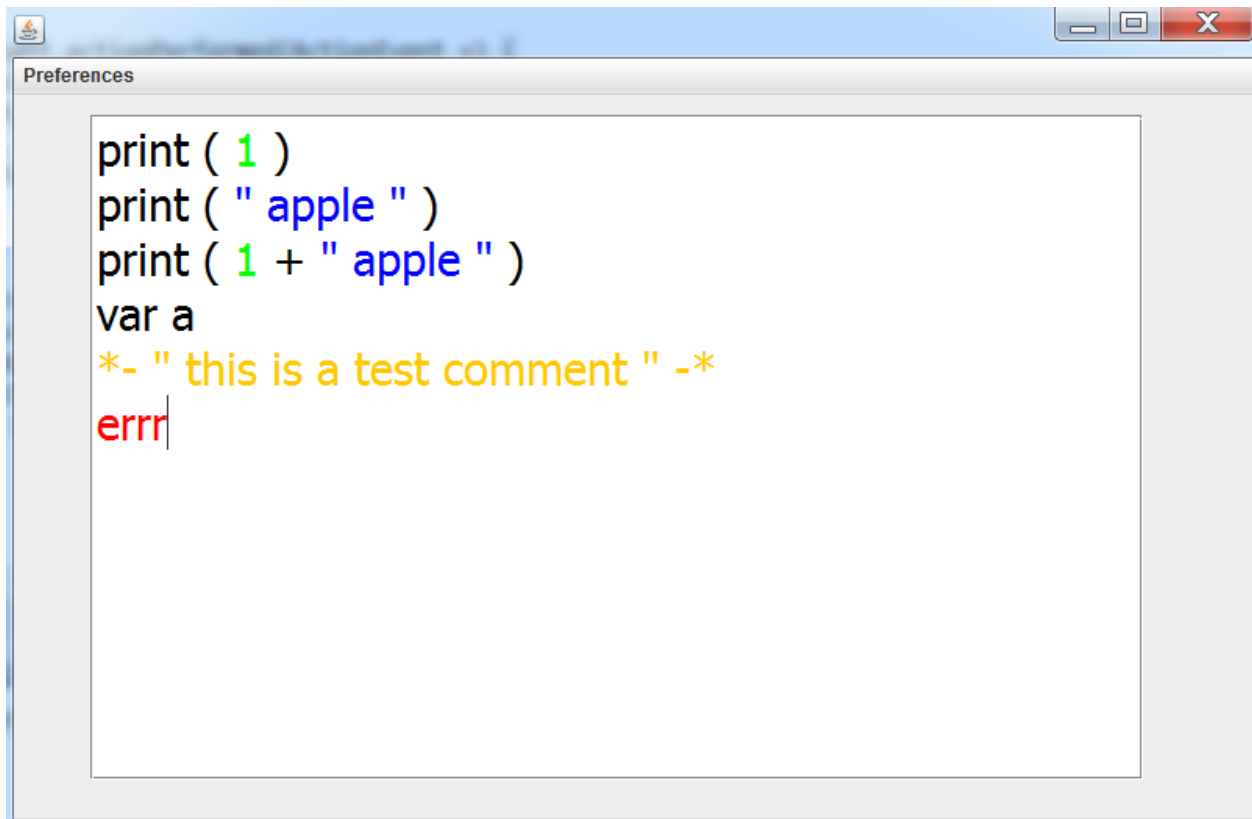 Preferences
print ( 1 )
print ( " apple " )
print ( 1 + " apple " )
var a
*- " this is a test comment " -*
errr